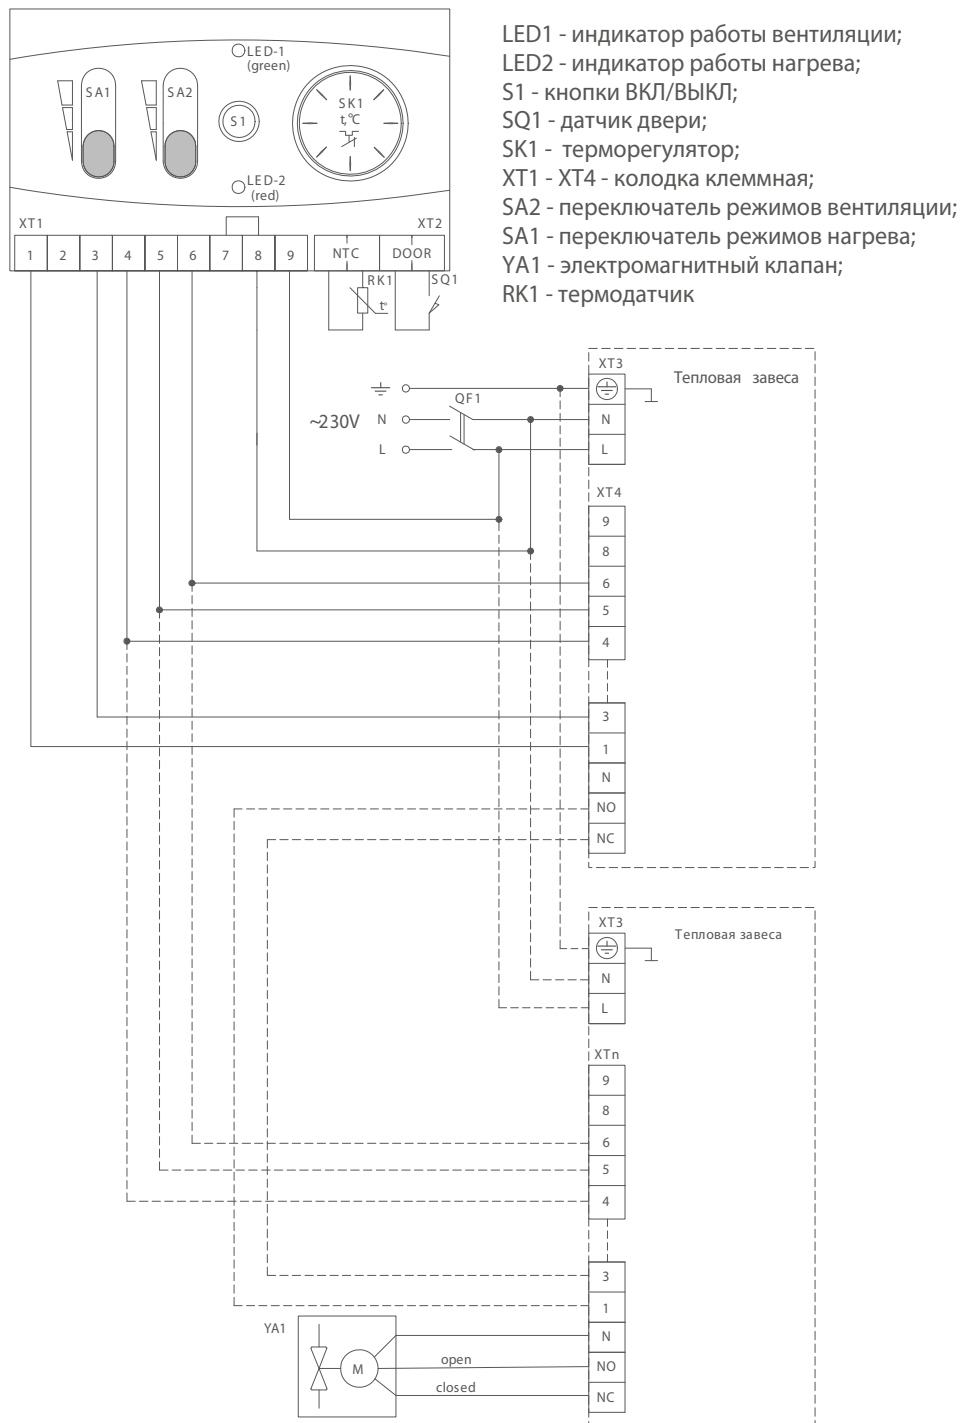 LED1 - индикатор работы вентиляции;
LED2 - индикатор работы нагрева;
S1 - кнопки ВКЛ/ВЫКЛ;
SQ1 - датчик двери;
SK1 - терморегулятор;
XT1 - XT4 - колодка клеммная;
SA2 - переключатель режимов вентиляции;
SA1 - переключатель режимов нагрева;
YA1 - электромагнитный клапан;
RK1 - термодатчик
LED-1
(green)
SA1
SA2
S1
SK1
t,°C
LED-2
(red)
XT1
XT2
1 2 3 4 5 6 7 8 9 NTC DOOR
RK1
SQ1
t°
XT3
Тепловая завеса
QF1
~230V N
L
N
L
XT4
9
8
6
5
4
3
1
N
NO
NC
XT3
Тепловая завеса
N
L
XTn
9
8
6
5
4
3
1
YA1
M
open
closed
N
NO
NC